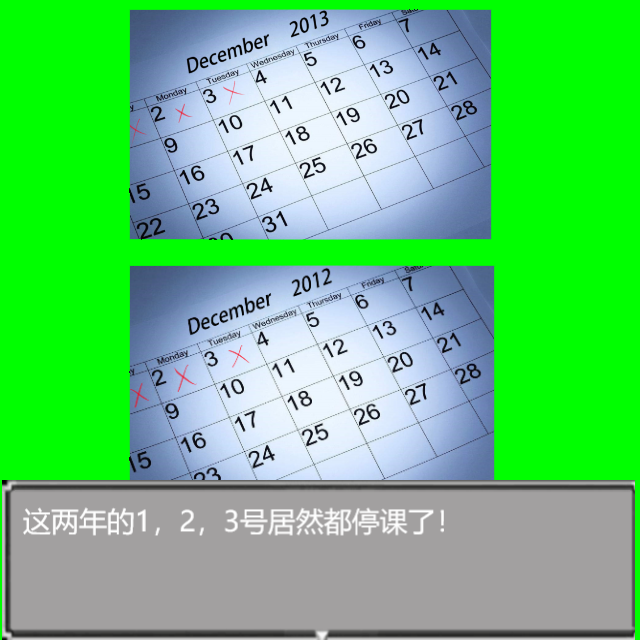 December 2013
Monday Tuesday Wednesday Thursday Friday
2 3 4 5 6 7
9 10 11 12 13 14
15 16 17 18 19 20 21
22 23 24 25 26 27 28
30 31
December 2012
Monday Tuesday Wednesday Thursday Friday
2 3 4 5 6 7
9 10 11 12 13 14
15 16 17 18 19 20 21
23 24 25 26 27 28
这两年的1，2，3号居然都停课了！